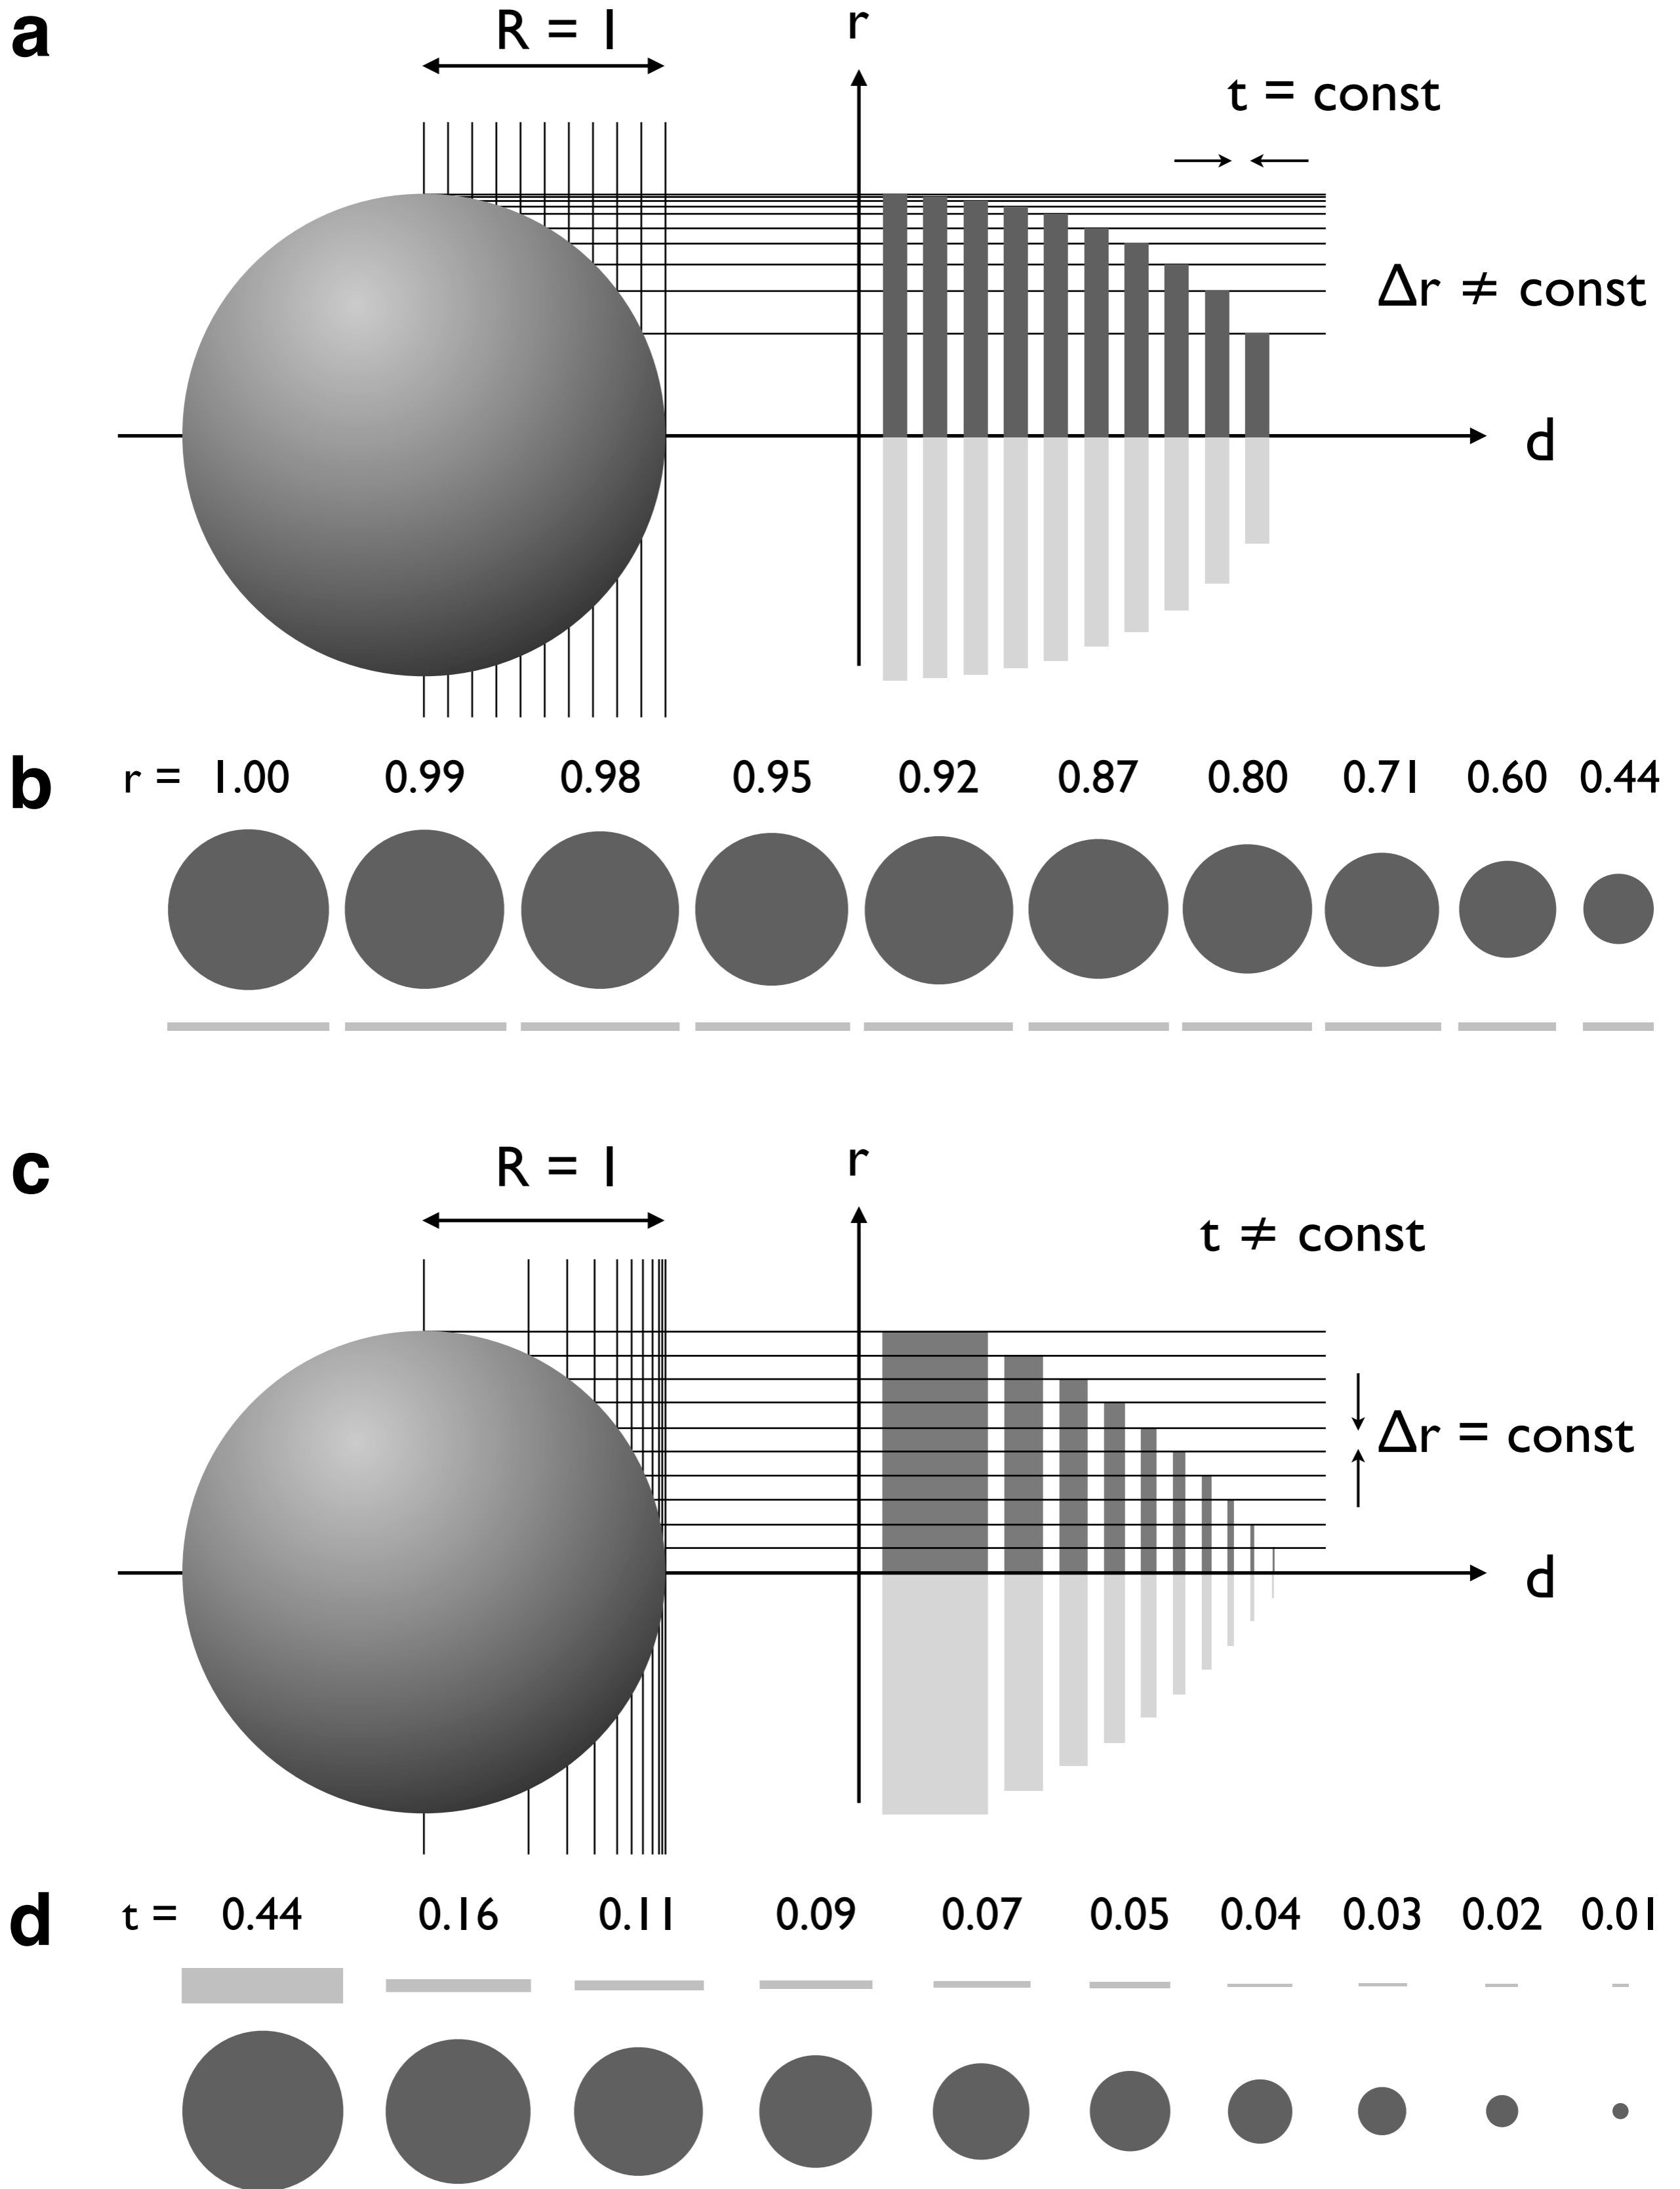 a
R = 1
r
t = const
Δr ≠ const
d
b
r = 1.00 0.99 0.98 0.95 0.92 0.87 0.80 0.71 0.60 0.44
c
R = 1
r
t ≠ const
Δr = const
d
d
t = 0.44 0.16 0.11 0.09 0.07 0.05 0.04 0.03 0.02 0.01